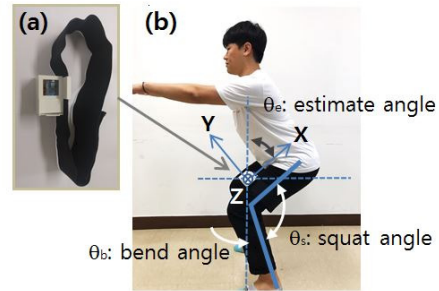 (a)
(b)
θe: estimate angle
Y
X
Z
θb: bend angle
θs: squat angle